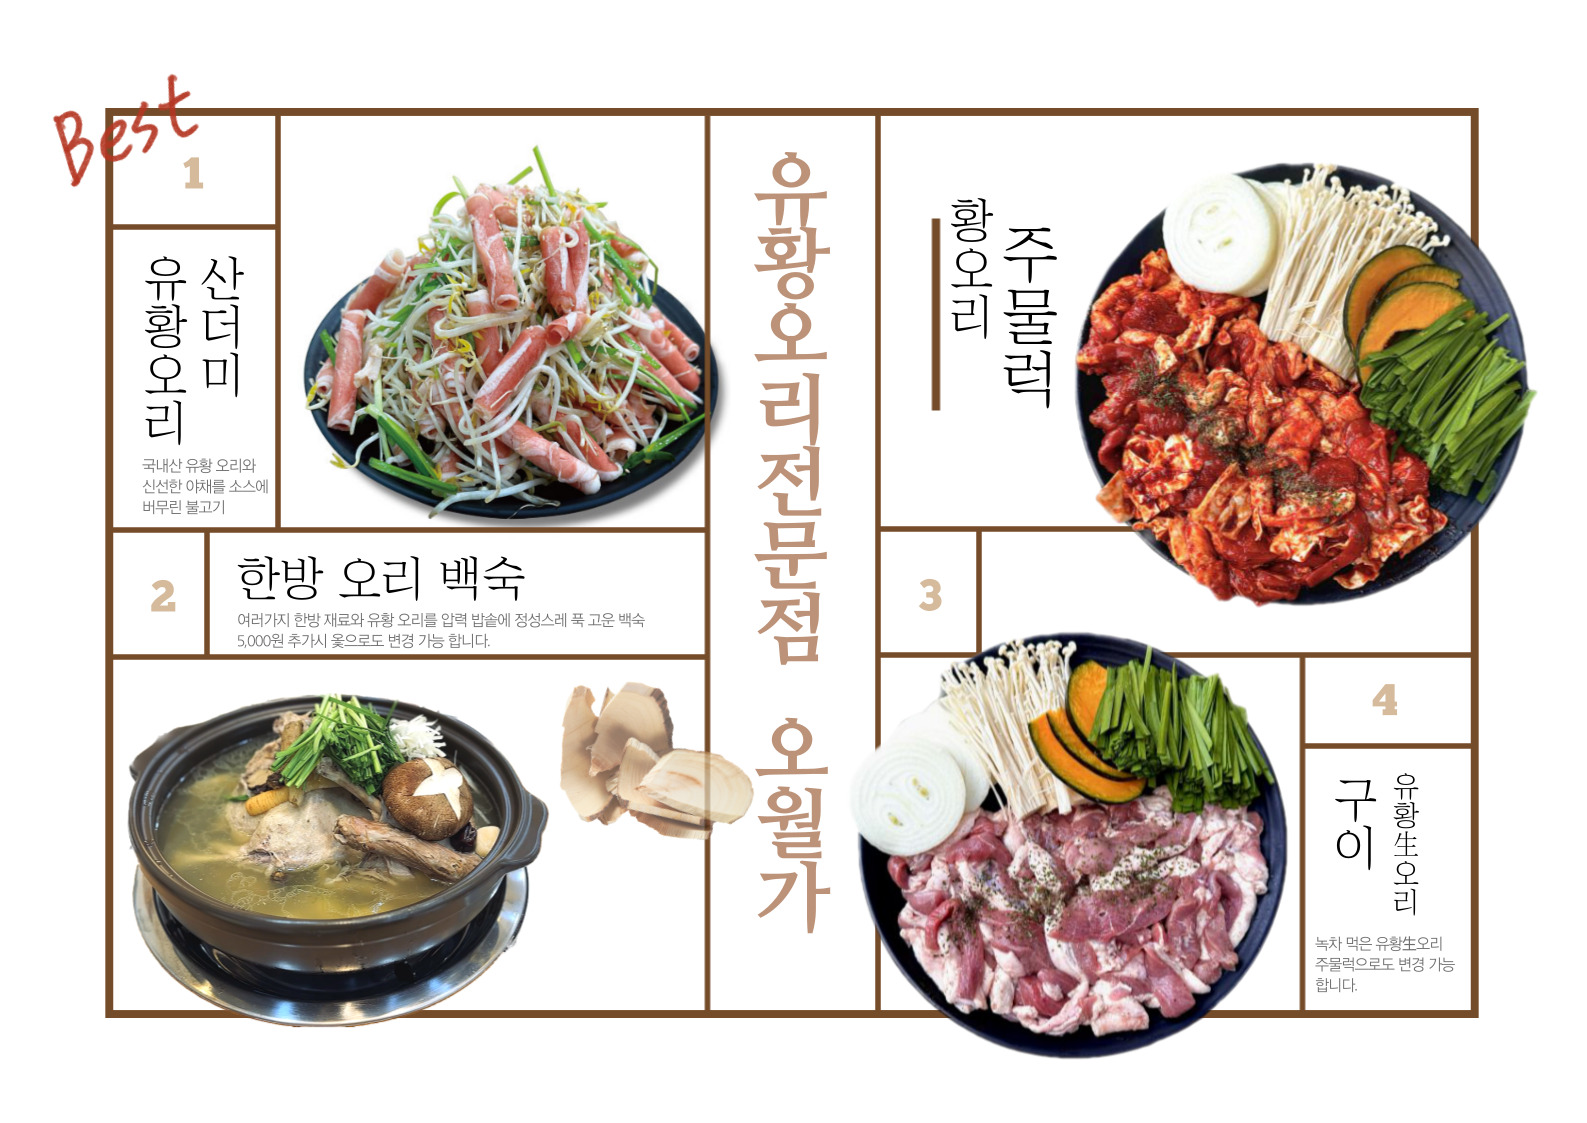 Best
1
산더미
유황오리
국내산 유황 오리와
신선한 야채를 소스에
버무린 불고기
2
한방 오리 백숙
여러가지 한방 재료와 유황 오리를 압력 밥솥에 정성스레 푹 고운 백숙
5,000원 추가시 옻으로도 변경 가능 합니다.
유황오리전문점 오월가
주물럭
황오리
3
4
유황生오리
구이
녹차 먹은 유황生오리
주물럭으로도 변경 가능
합니다.